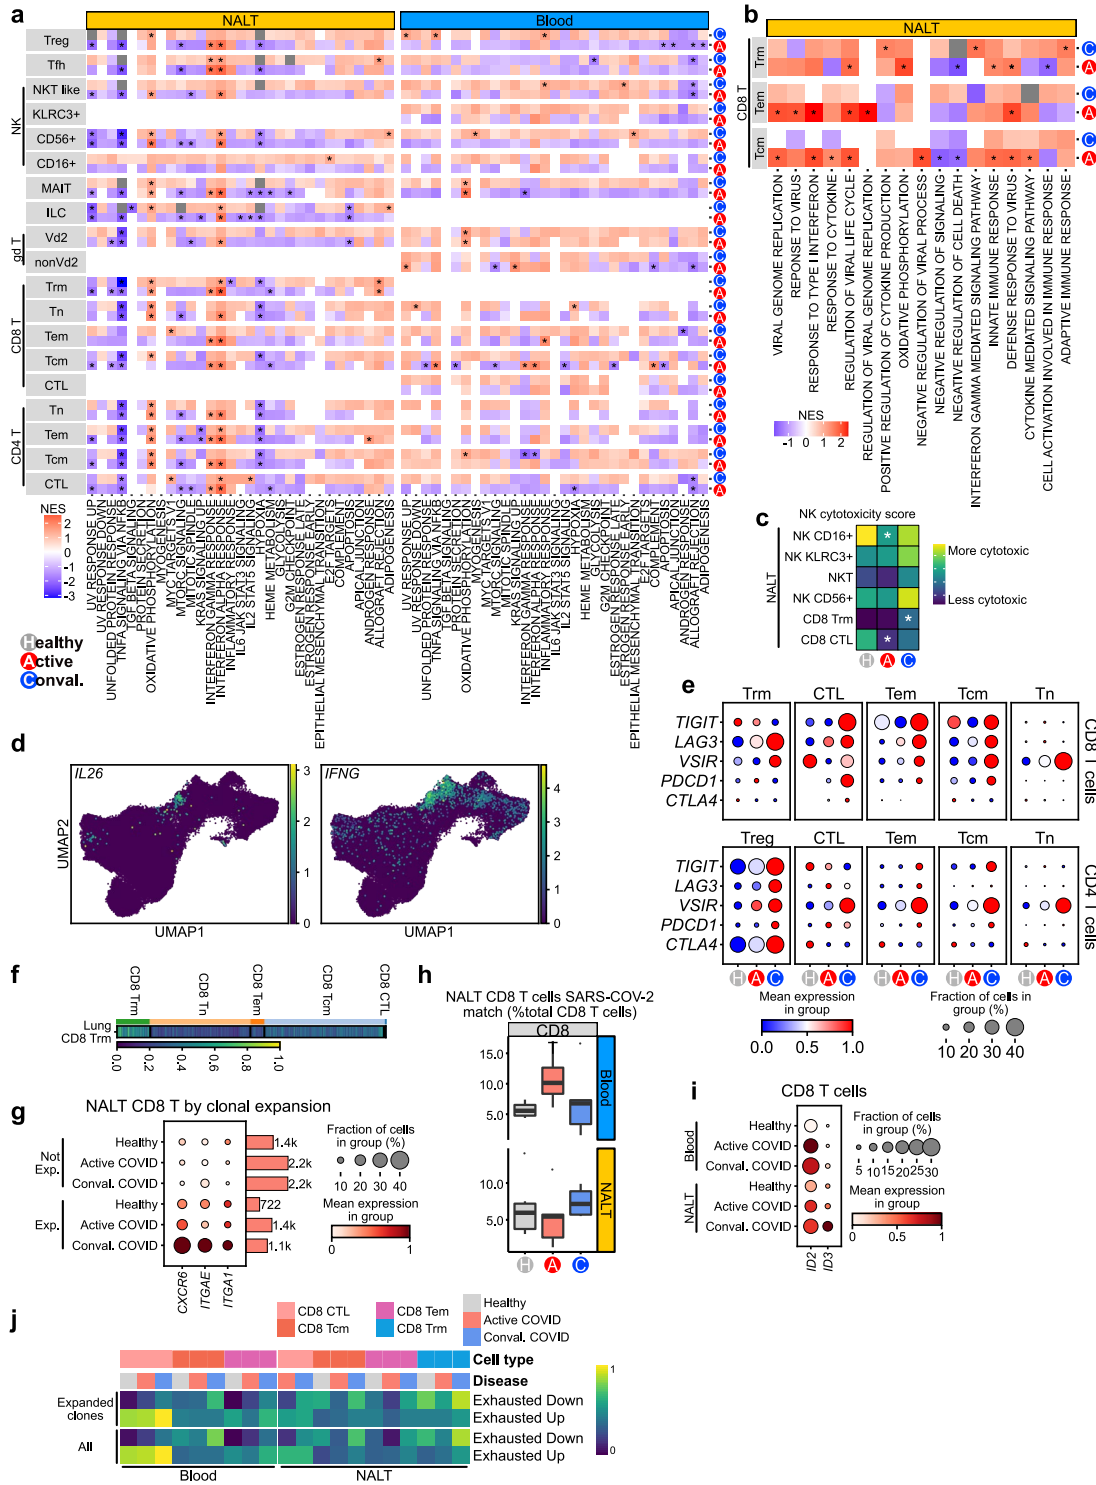 a
NALT
Blood
Treg
Tfh
NKT like
KLRC3+
CD56+
CD16+
MAIT
ILC
Vd2
nonVd2
Trm
Tn
Tem
Tcm
CTL
Tn
Tem
Tcm
CTL
NK
gd T
CD8 T
CD4 T
C
A
NES
2
1
0
-1
-2
-3
UV RESPONSE UP
UV RESPONSE DOWN
UNFOLDED PROTEIN RESPONSE
TNFA SIGNALING VIA NFKB
TGF BETA SIGNALING
PROTEIN SECRETION
OXIDATIVE PHOSPHORYLATION
MYOGENESIS
MYC TARGETS V1
MTORC SIGNALING
MITOTIC SPINDLE
KRAS SIGNALING UP
INTERFERON GAMMA RESPONSE
INTERFERON ALPHA RESPONSE
INFLAMMATORY RESPONSE
IL6 JAK STAT3 SIGNALING
IL2 STAT5 SIGNALING
HYPOXIA
HEME METABOLISM
GLYCOLYSIS
G2M CHECKPOINT
ESTROGEN RESPONSE LATE
ESTROGEN RESPONSE EARLY
EPITHELIAL MESENCHYMAL TRANSITION
E2F TARGETS
COMPLEMENT
APOPTOSIS
APICAL JUNCTION
ANDROGEN RESPONSE
ALLOGRAFT REJECTION
ADIPOGENESIS
Healthy
Active
Conval.
b
NALT
CD8 T
Trm
Tem
Tcm
C
A
VIRAL GENOME REPLICATION
REPONSE TO VIRUS
RESPONSE TO TYPE I INTERFERON
RESPONSE TO CYTOKINE
REGULATION OF VIRAL LIFE CYCLE
REGULATION OF VIRAL GENOME REPLICATION
POSITIVE REGULATION OF CYTOKINE PRODUCTION
OXIDATIVE PHOSPHORYLATION
NEGATIVE REGULATION OF VIRAL PROCESS
NEGATIVE REGULATION OF SIGNALING
NEGATIVE REGULATION OF CELL DEATH
INTERFERON GAMMA MEDIATED SIGNALING PATHWAY
INNATE IMMUNE RESPONSE
DEFENSE RESPONSE TO VIRUS
CYTOKINE MEDIATED SIGNALING PATHWAY
CELL ACTIVATION INVOLVED IMMUNE RESPONSE
ADAPTIVE IMMUNE RESPONSE
NES
-1 0 1 2
c
NK cytoxicity score
NALT
NK CD16+
NK KLRC3+
NKT
NK CD56+
CD8 Trm
CD8 CTL
H A C
More cytotoxic
Less cytotoxic
d
IL26
IFNG
UMAP2
UMAP1
UMAP1
3
2
1
0
4
3
2
1
0
e
Trm CTL Tem Tcm Tn
TIGIT
LAG3
VSIR
PDCD1
CTLA4
CD8 T cells
Treg CTL Tem Tcm Tn
TIGIT
LAG3
VSIR
PDCD1
CTLA4
CD4 T cells
H A C H A C H A C H A C H A C
Mean expression in group
0.0 0.5 1.0
Fraction of cells in group (%)
10 20 30 40
f
CD8 Trm
CD8 Tn
CD8 Tem
CD8 Tcm
CD8 CTL
Lung
CD8 Trm
0.0 0.2 0.4 0.6 0.8 1.0
g
NALT CD8 T by clonal expansion
Not Exp.
Healthy 1.4k
Active COVID 2.2k
Conval. COVID 2.2k
Exp.
Healthy 722
Active COVID 1.4k
Conval. COVID 1.1k
CXCR6
ITGAE
ITGA1
Fraction of cells in group (%)
10 20 30 40
Mean expression in group
0 1
h
NALT CD8 T cells SARS-COV-2
match (%total CD8 T cells)
CD8
15.0
10.0
5.0
Blood
10.0
5.0
NALT
H A C
i
CD8 T cells
Blood
Healthy
Active COVID
Conval. COVID
NALT
Healthy
Active COVID
Conval. COVID
ID2
ID3
Fraction of cells in group (%)
5 10 15 20 25 30
Mean expression in group
0 0.5 1
j
CD8 CTL
CD8 Tcm
CD8 Tem
CD8 Trm
Healthy
Active COVID
Conval. COVID
Cell type
Disease
Expanded clones
Exhausted Down
Exhausted Up
All
Exhausted Down
Exhausted Up
Blood
NALT
1
0